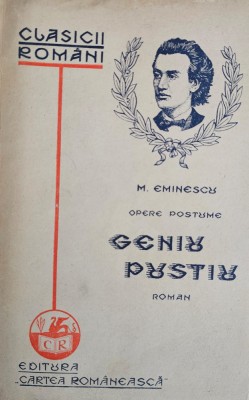 CLASICII
ROMÂNI
M. EMINESCU
OPERE POSTUME
GENIU
PUSTIU
ROMAN
CR
EDITURA
„CARTEA ROMÂNEASCĂ"